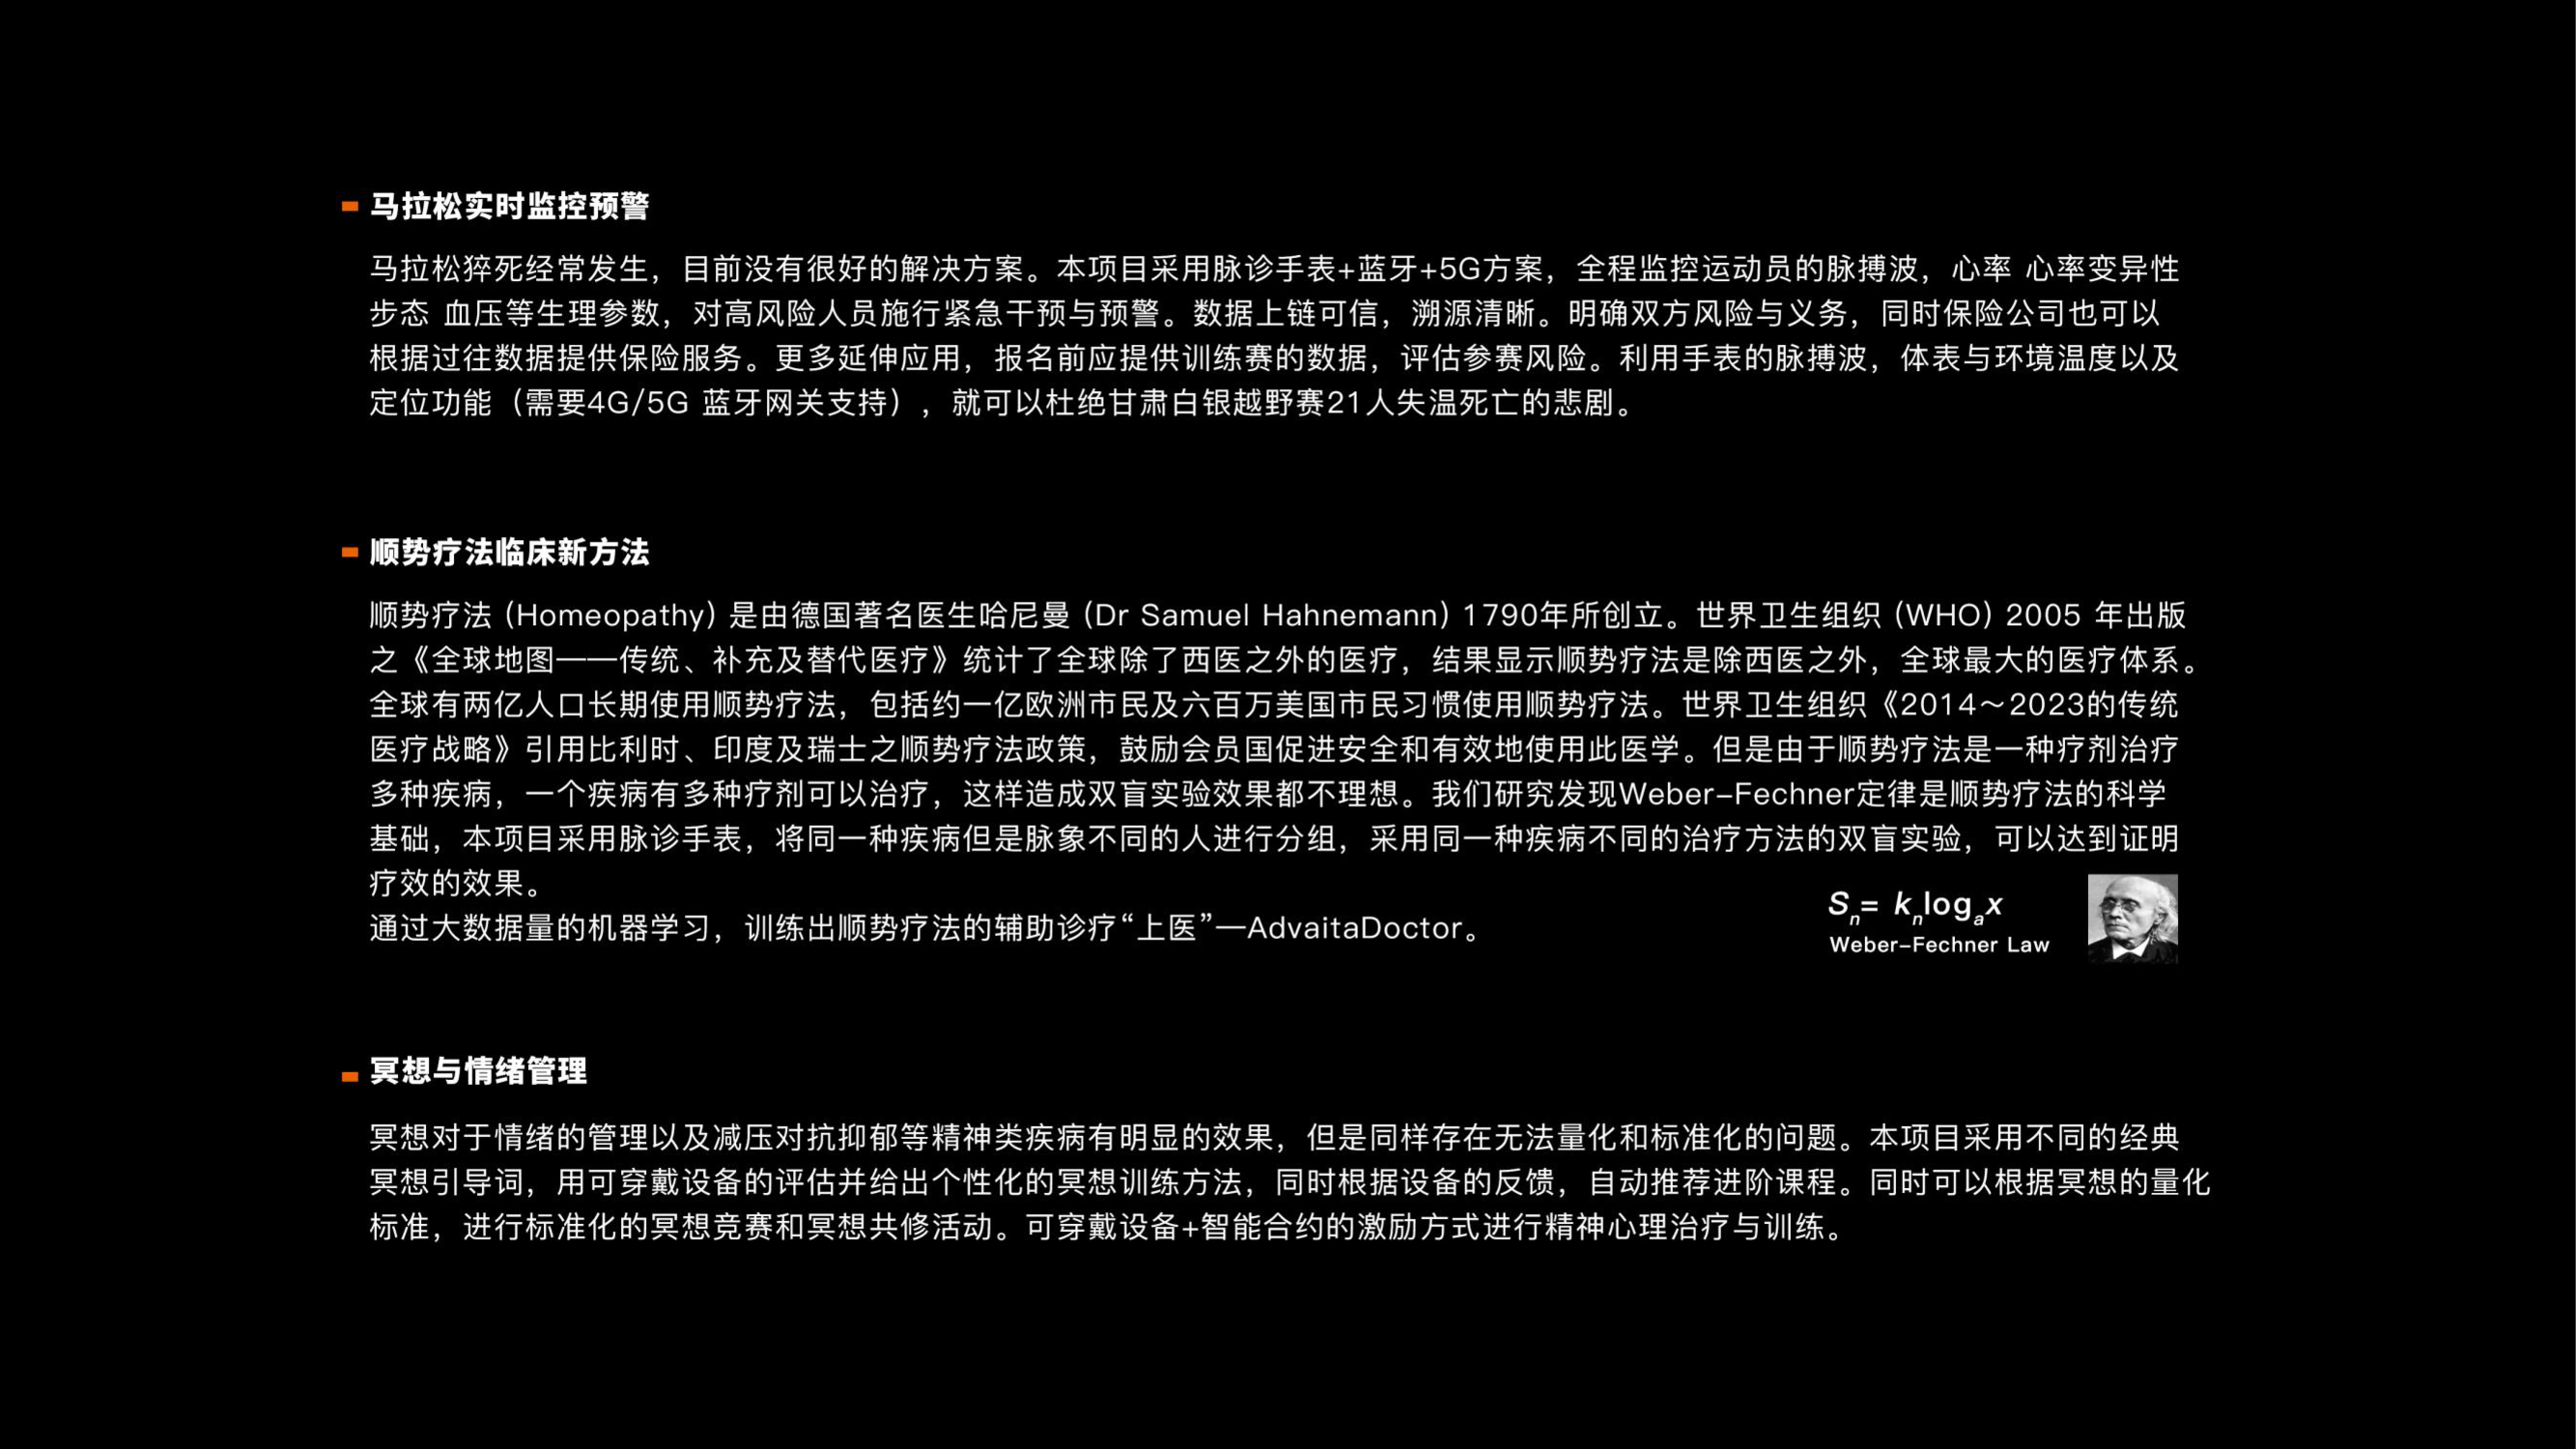 马拉松实时监控预警
马拉松猝死经常发生，目前没有很好的解决方案。本项目采用脉诊手表+蓝牙+5G方案，全程监控运动员的脉搏波，心率 心率变异性
步态 血压等生理参数，对高风险人员施行紧急干预与预警。数据上链可信，溯源清晰。明确双方风险与义务，同时保险公司也可以
根据过往数据提供保险服务。更多延伸应用，报名前应提供训练赛的数据，评估参赛风险。利用手表的脉搏波，体表与环境温度以及
定位功能（需要4G/5G 蓝牙网关支持），就可以杜绝甘肃白银越野赛21人失温死亡的悲剧。
顺势疗法临床新方法
顺势疗法 (Homeopathy) 是由德国著名医生哈尼曼 (Dr Samuel Hahnemann) 1790年所创立。世界卫生组织 (WHO) 2005 年出版
之《全球地图——传统、补充及替代医疗》统计了全球除了西医之外的医疗，结果显示顺势疗法是除西医之外，全球最大的医疗体系。
全球有两亿人口长期使用顺势疗法，包括约一亿欧洲市民及六百万美国市民习惯使用顺势疗法。世界卫生组织《2014～2023的传统
医疗战略》引用比利时、印度及瑞士之顺势疗法政策，鼓励会员国促进安全和有效地使用此医学。但是由于顺势疗法是一种疗剂治疗
多种疾病，一个疾病有多种疗剂可以治疗，这样造成双盲实验效果都不理想。我们研究发现Weber–Fechner定律是顺势疗法的科学
基础，本项目采用脉诊手表，将同一种疾病但是脉象不同的人进行分组，采用同一种疾病不同的治疗方法的双盲实验，可以达到证明
疗效的效果。
通过大数据量的机器学习，训练出顺势疗法的辅助诊疗“上医”—AdvaitaDoctor。
Sn= knlogax
Weber–Fechner Law
冥想与情绪管理
冥想对于情绪的管理以及减压对抗抑郁等精神类疾病有明显的效果，但是同样存在无法量化和标准化的问题。本项目采用不同的经典
冥想引导词，用可穿戴设备的评估并给出个性化的冥想训练方法，同时根据设备的反馈，自动推荐进阶课程。同时可以根据冥想的量化
标准，进行标准化的冥想竞赛和冥想共修活动。可穿戴设备+智能合约的激励方式进行精神心理治疗与训练。